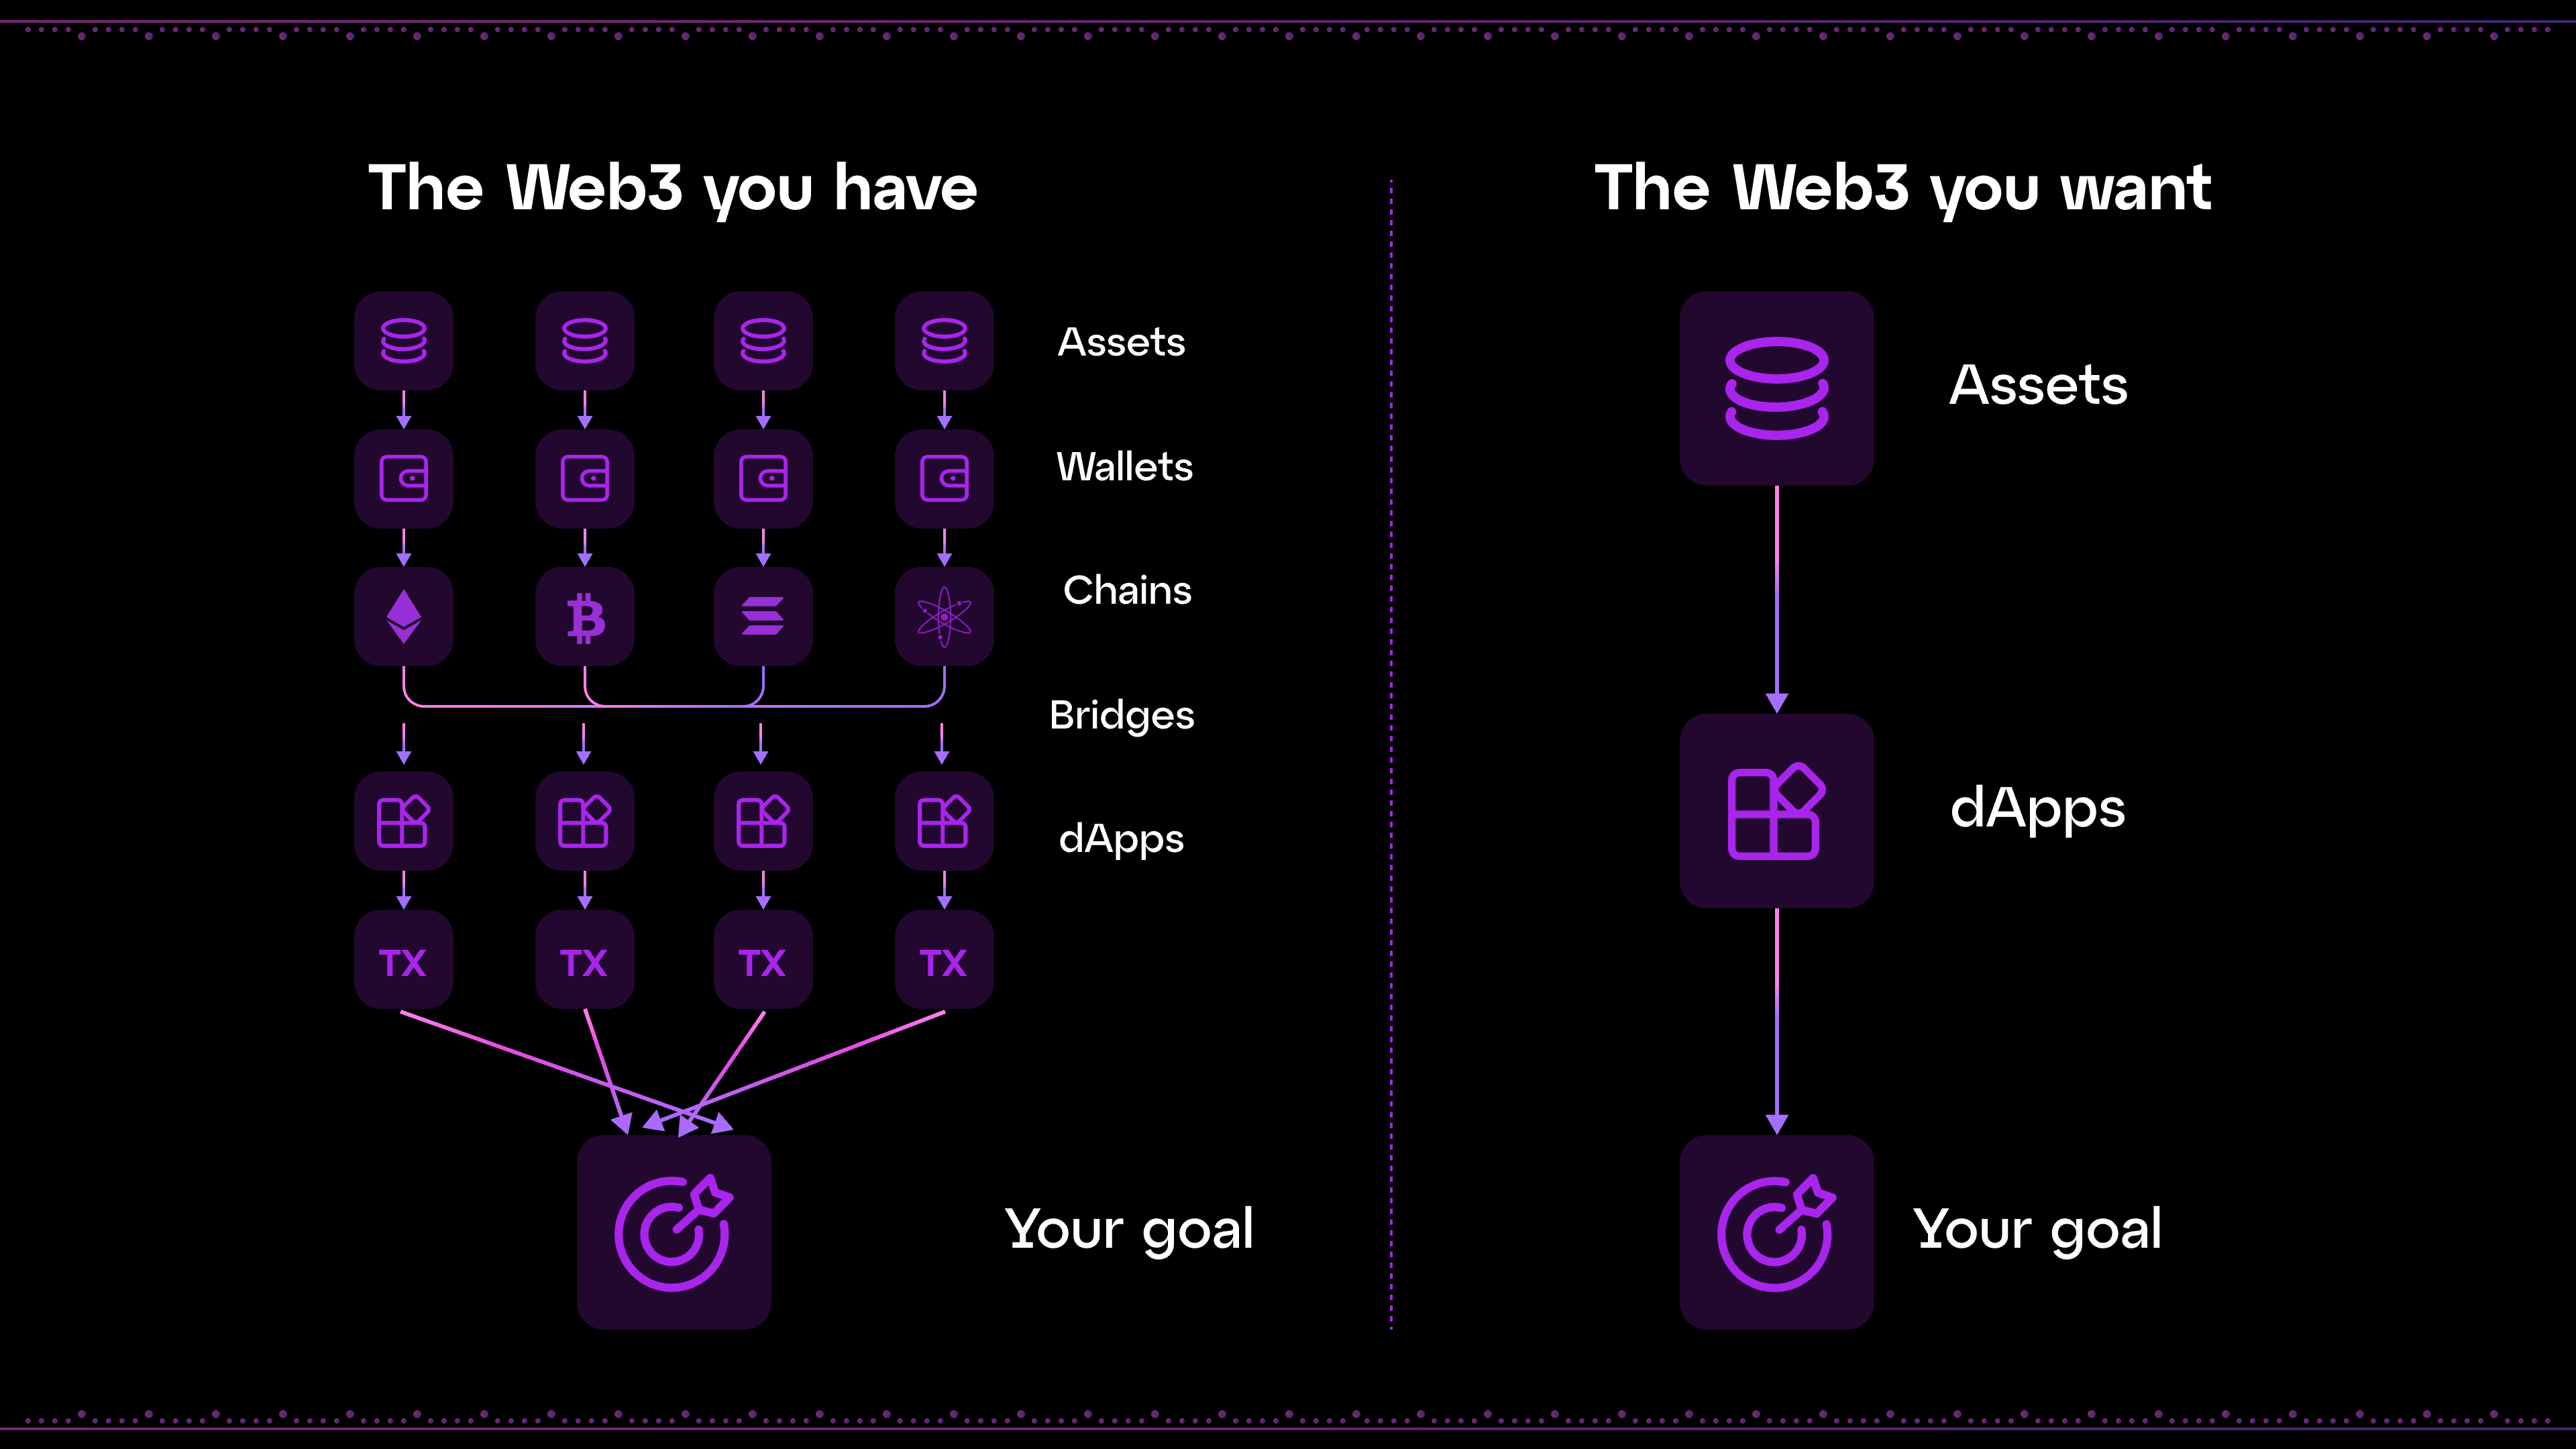 The Web3 you have
Assets
Wallets
Chains
Bridges
dApps
TX TX TX TX
Your goal
The Web3 you want
Assets
dApps
Your goal